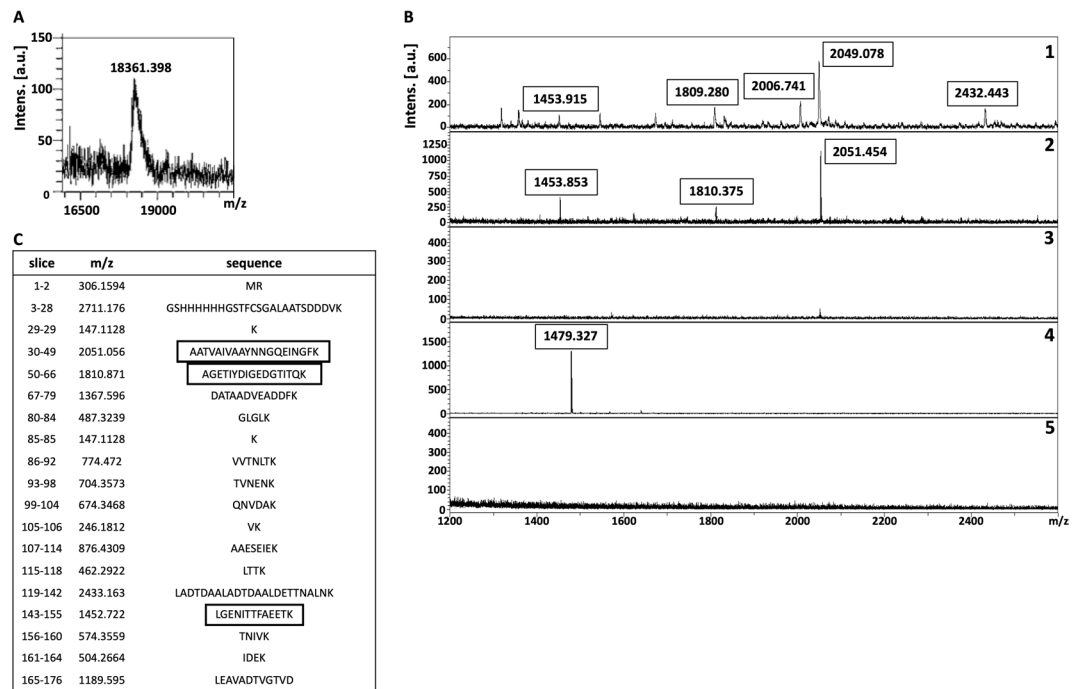 A
Intens. [a.u.]
150
100
50
0
18361.398
16500
19000
m/z
B
Intens. [a.u.]
1
600
400
200
0
1453.915
1809.280
2006.741
2049.078
2432.443
2
1250
1000
750
500
250
0
1453.853
1810.375
2051.454
3
400
300
200
100
0
4
1500
1000
500
0
1479.327
5
400
300
200
100
0
1200
1400
1600
1800
2000
2200
2400
m/z
C
slice m/z sequence
1-2 306.1594 MR
3-28 2711.176 GSHHHHHHGSTFCSGALAATSDDDVK
29-29 147.1128 K
30-49 2051.056 AATVAIVAAYNNGQEINGFK
50-66 1810.871 AGETIYDIGEDGTITQK
67-79 1367.596 DATAADVEADDFK
80-84 487.3239 GLGLK
85-85 147.1128 K
86-92 774.472 VVTNLTK
93-98 704.3573 TVNENK
99-104 674.3468 QNVDAK
105-106 246.1812 VK
107-114 876.4309 AAESEIEK
115-118 462.2922 LTTK
119-142 2433.163 LADTDAALADTDAALDETTNALNK
143-155 1452.722 LGENITTFAEETK
156-160 574.3559 TNIVK
161-164 504.2664 IDEK
165-176 1189.595 LEAVADTVGTVD